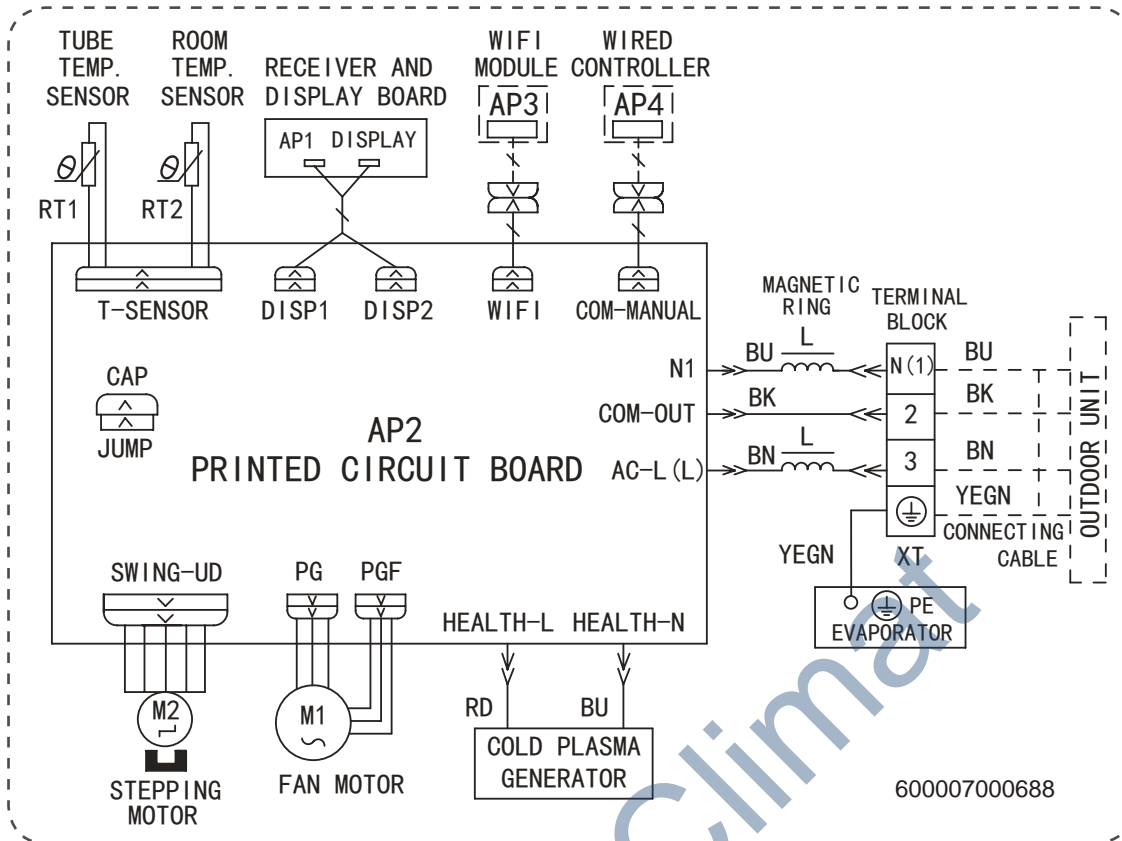 TUBE TEMP. SENSOR
ROOM TEMP. SENSOR
RECEIVER AND DISPLAY BOARD
WIFI MODULE
WIRED CONTROLLER
AP1 DISPLAY
AP3
AP4
RT1
RT2
T-SENSOR
DISP1
DISP2
WIFI
COM-MANUAL
MAGNETIC RING
TERMINAL BLOCK
CAP
JUMP
AP2
PRINTED CIRCUIT BOARD
N1
BU
L
N(1)
BU
COM-OUT
BK
2
BK
AC-L(L)
BN
L
3
BN
YEGN
OUTDOOR UNIT
CONNECTING CABLE
XT
YEGN
PE
EVAPORATOR
SWING-UD
PG
PGF
HEALTH-L
HEALTH-N
M2
M1
RD
BU
STEPPING MOTOR
FAN MOTOR
COLD PLASMA GENERATOR
600007000688
Climat